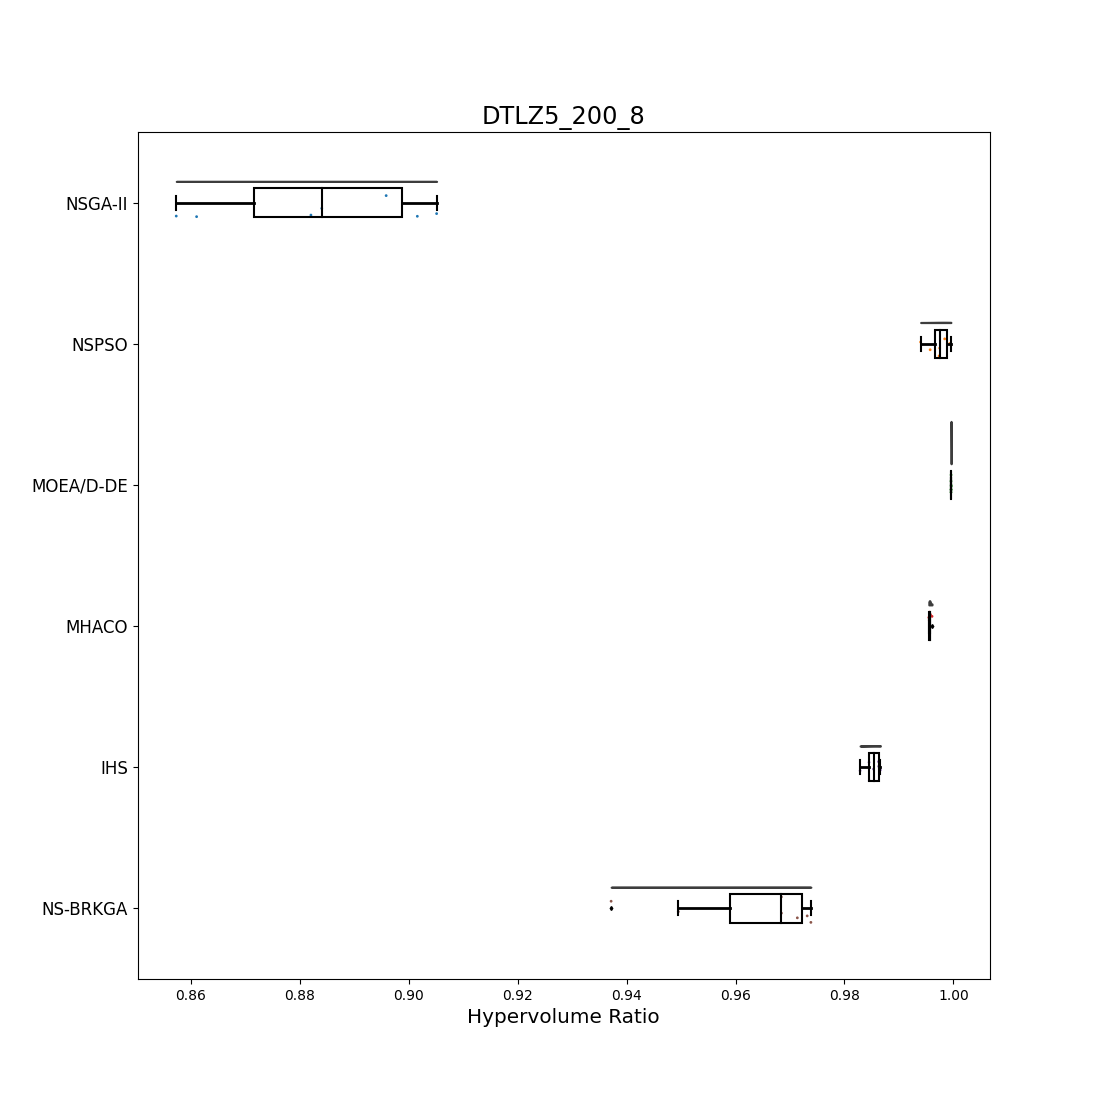 DTLZ5_200_8
NSGA-II
NSPSO
MOEA/D-DE
MHACO
IHS
NS-BRKGA
0.86 0.88 0.90 0.92 0.94 0.96 0.98 1.00
Hypervolume Ratio